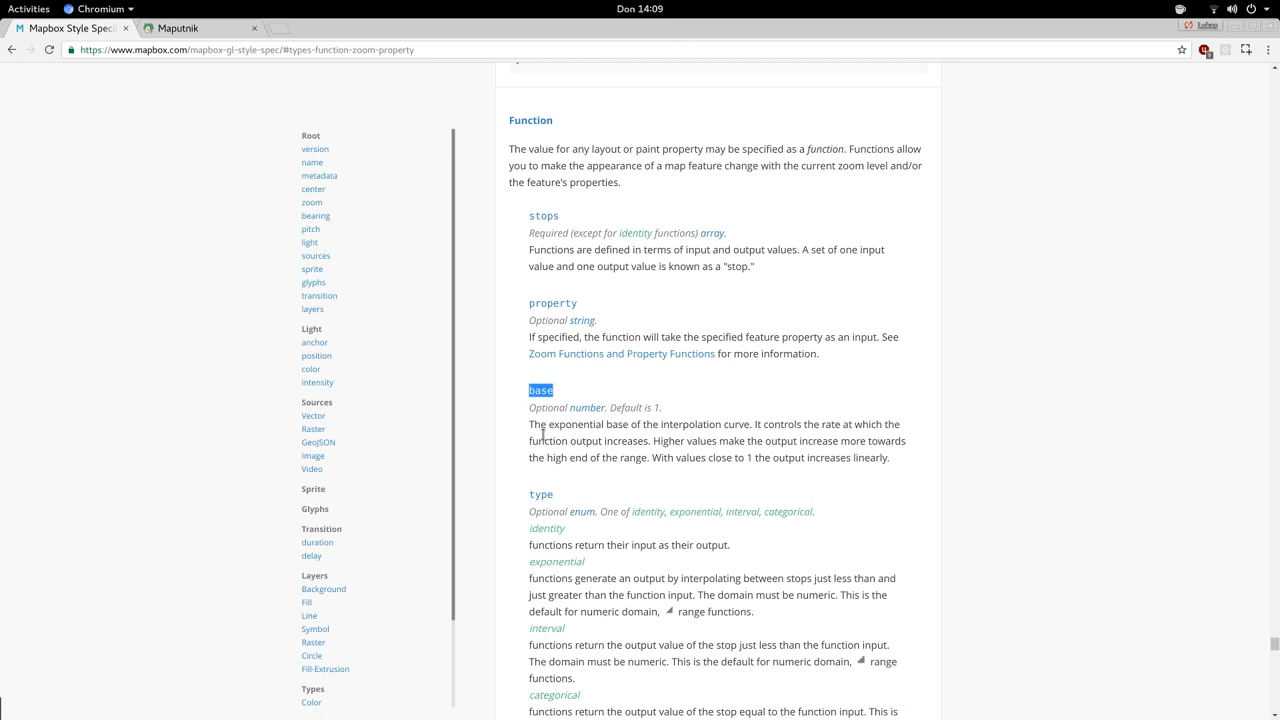 Activities
Chromium
Don 14:09
Mapbox Style Speci
Maputnik
https://www.mapbox.com/mapbox-gl-style-spec/#types-function-zoom-property
Root
version
name
metadata
center
zoom
bearing
pitch
light
sources
sprite
glyphs
transition
layers
Light
anchor
position
color
intensity
Sources
Vector
Raster
GeoJSON
Image
Video
Sprite
Glyphs
Transition
duration
delay
Layers
Background
Fill
Line
Symbol
Raster
Circle
Fill-Extrusion
Types
Color
Function
The value for any layout or paint property may be specified as a function. Functions allow
you to make the appearance of a map feature change with the current zoom level and/or
the feature's properties.
stops
Required (except for identity functions) array.
Functions are defined in terms of input and output values. A set of one input
value and one output value is known as a "stop."
property
Optional string.
If specified, the function will take the specified feature property as an input. See
Zoom Functions and Property Functions for more information.
base
Optional number. Default is 1.
The exponential base of the interpolation curve. It controls the rate at which the
function output increases. Higher values make the output increase more towards
the high end of the range. With values close to 1 the output increases linearly.
type
Optional enum. One of identity, exponential, interval, categorical.
identity
functions return their input as their output.
exponential
functions generate an output by interpolating between stops just less than and
just greater than the function input. The domain must be numeric. This is the
default for numeric domain, range functions.
interval
functions return the output value of the stop just less than the function input.
The domain must be numeric. This is the default for numeric domain, range
functions.
categorical
functions return the output value of the stop equal to the function input. This is